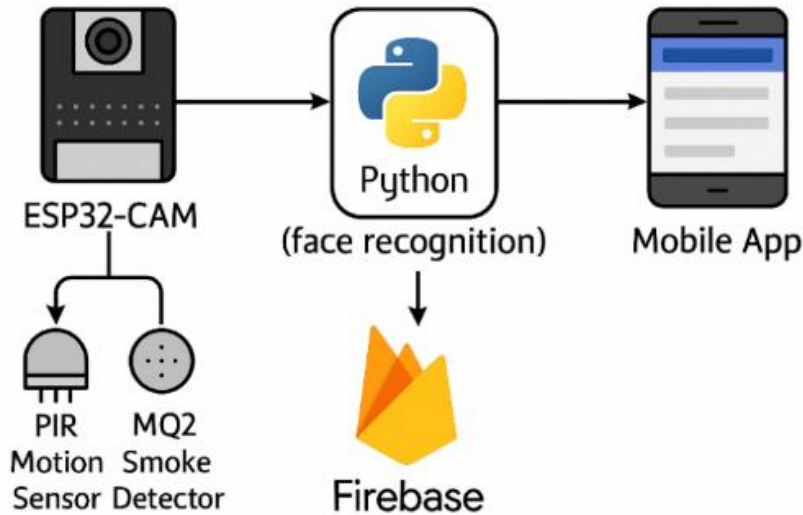 ESP32-CAM
Python
(face recognition)
Mobile App
PIR
Motion
Sensor
MQ2
Smoke
Detector
Firebase